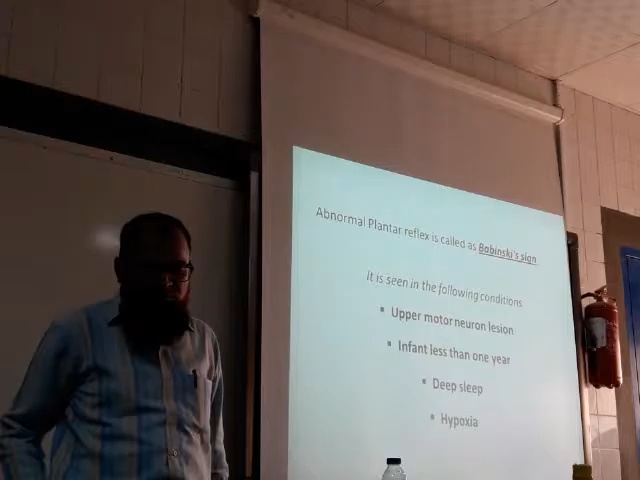 Abnormal Plantar reflex is called as Babinski's sign
It is seen in the following conditions
▪ Upper motor neuron lesion
▪ Infant less than one year
▪ Deep sleep
▪ Hypoxia